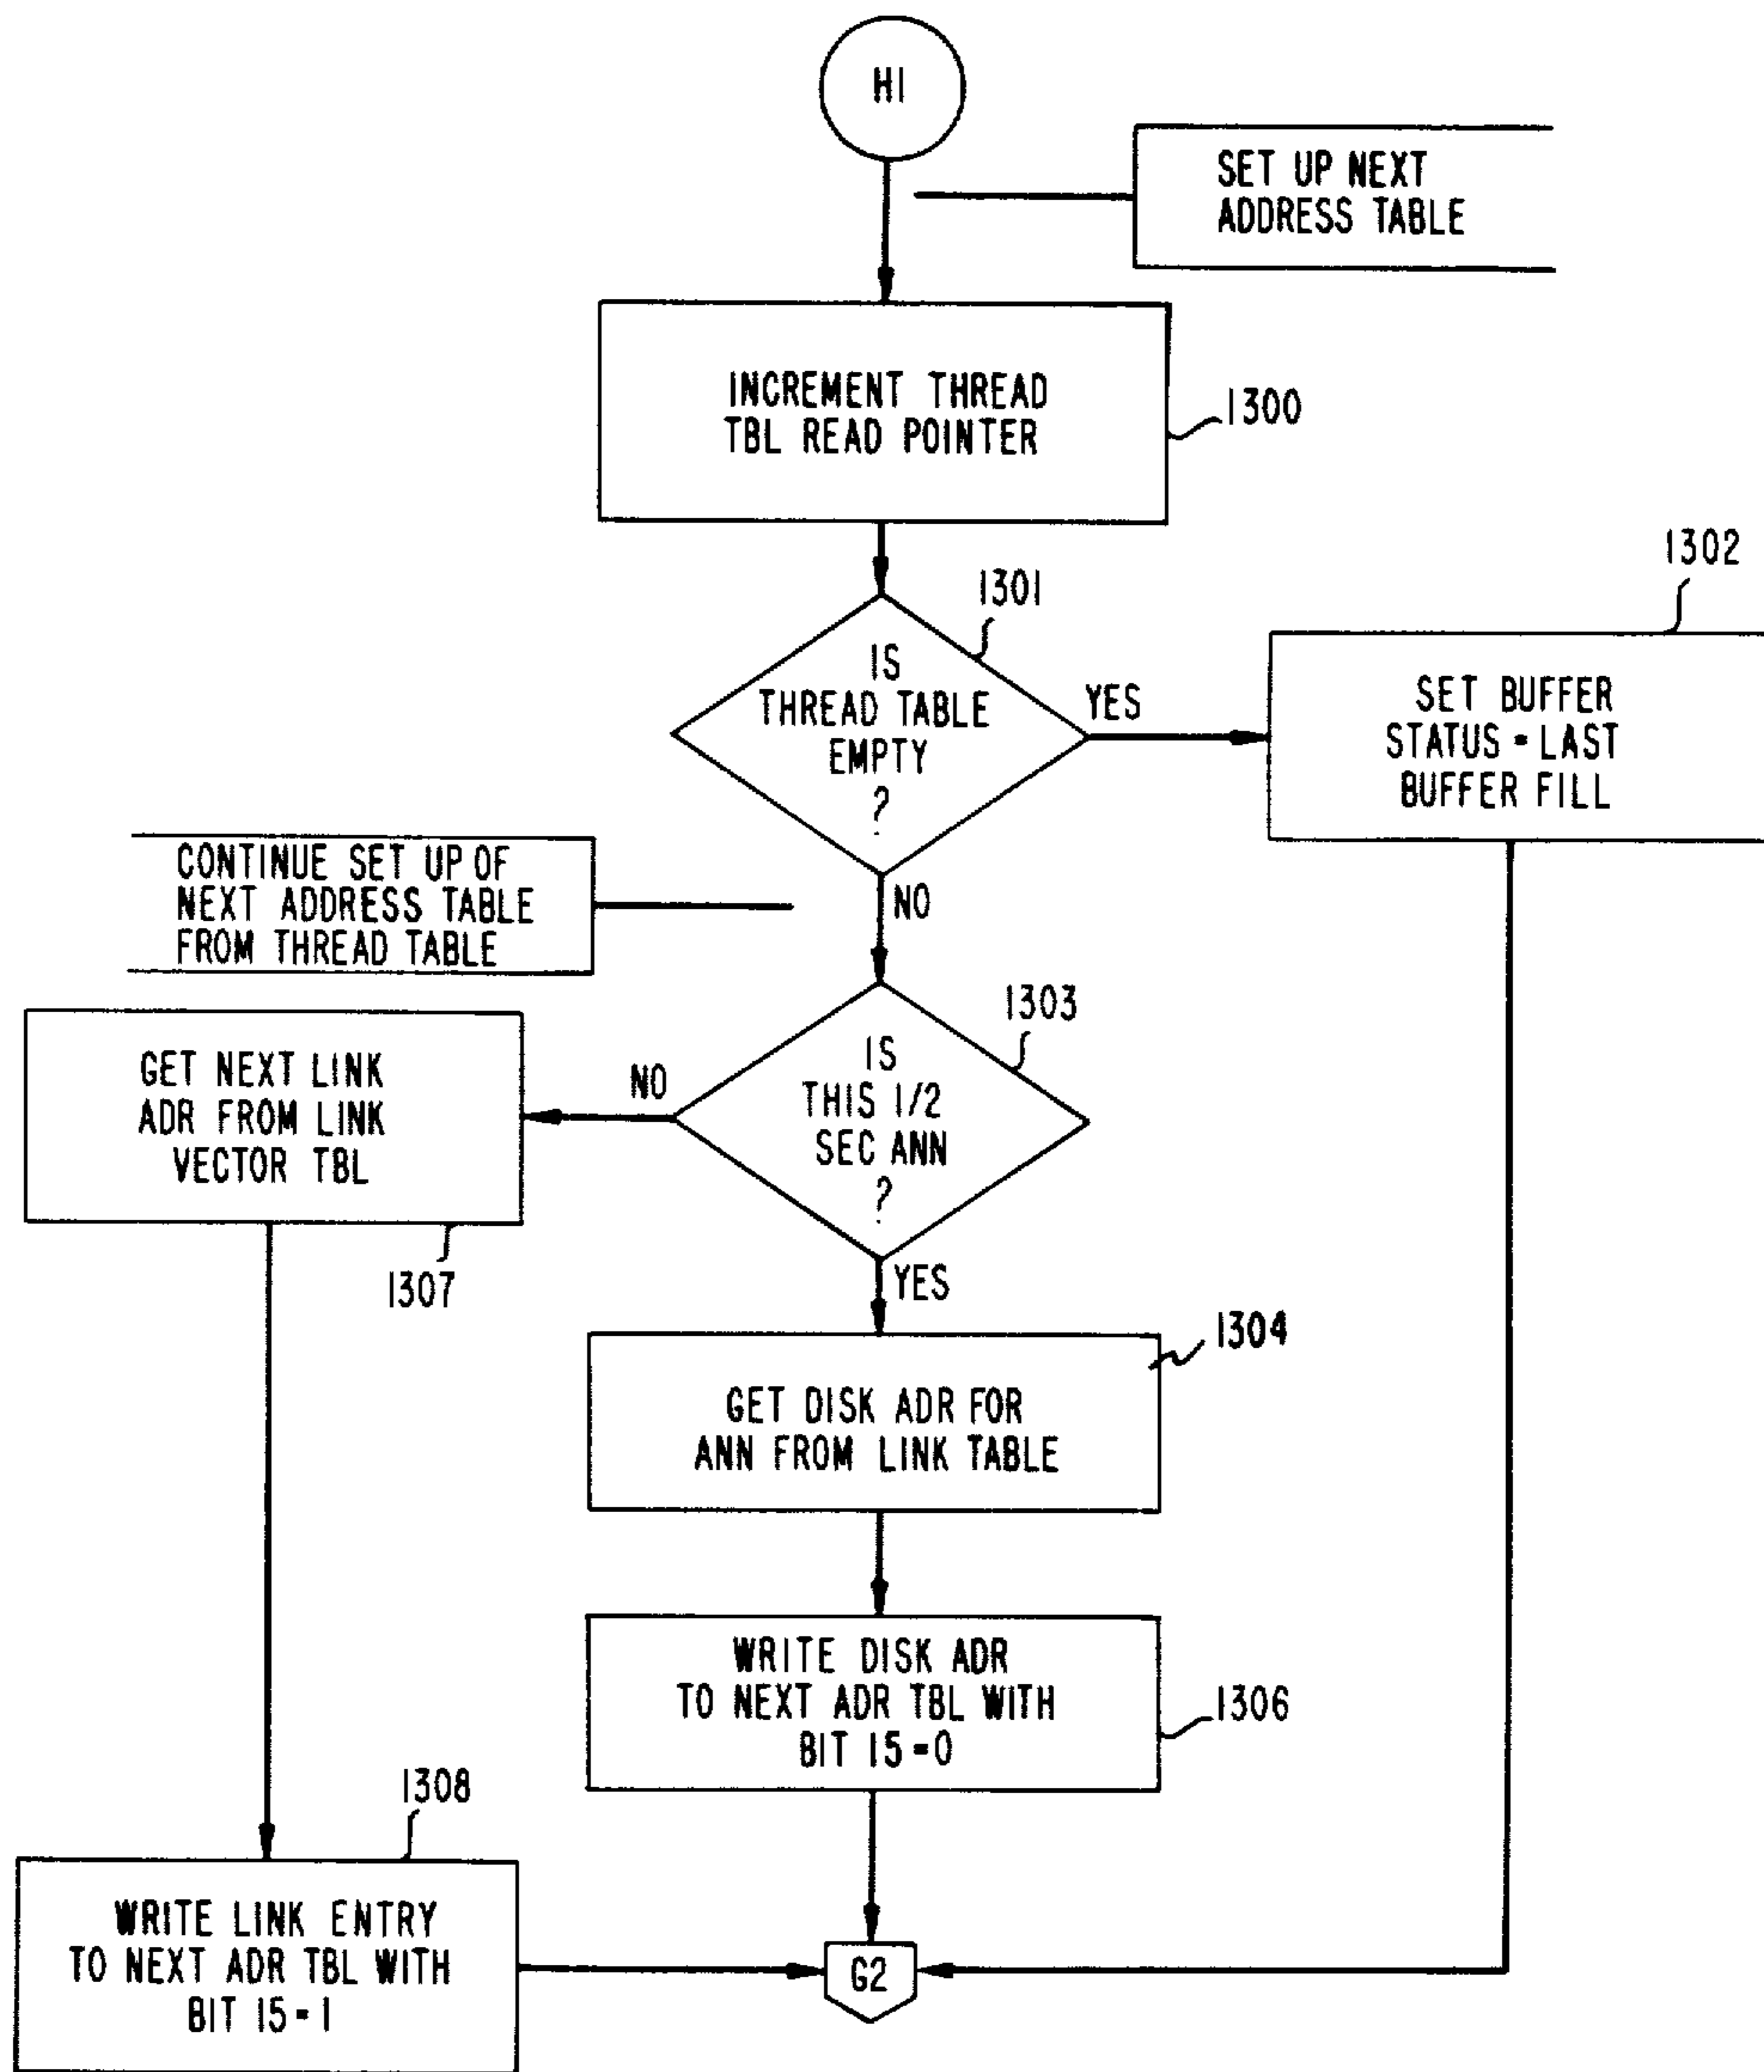 H1
SET UP NEXT
ADDRESS TABLE
INCREMENT THREAD
TBL READ POINTER
1300
1301
IS
THREAD TABLE
EMPTY
?
YES
1302
SET BUFFER
STATUS = LAST
BUFFER FILL
NO
CONTINUE SET UP OF
NEXT ADDRESS TABLE
FROM THREAD TABLE
1303
IS
THIS 1/2
SEC ANN
?
NO
GET NEXT LINK
ADR FROM LINK
VECTOR TBL
1307
YES
1304
GET DISK ADR FOR
ANN FROM LINK TABLE
WRITE DISK ADR
TO NEXT ADR TBL WITH
BIT 15=0
1306
1308
WRITE LINK ENTRY
TO NEXT ADR TBL WITH
BIT 15=1
G2